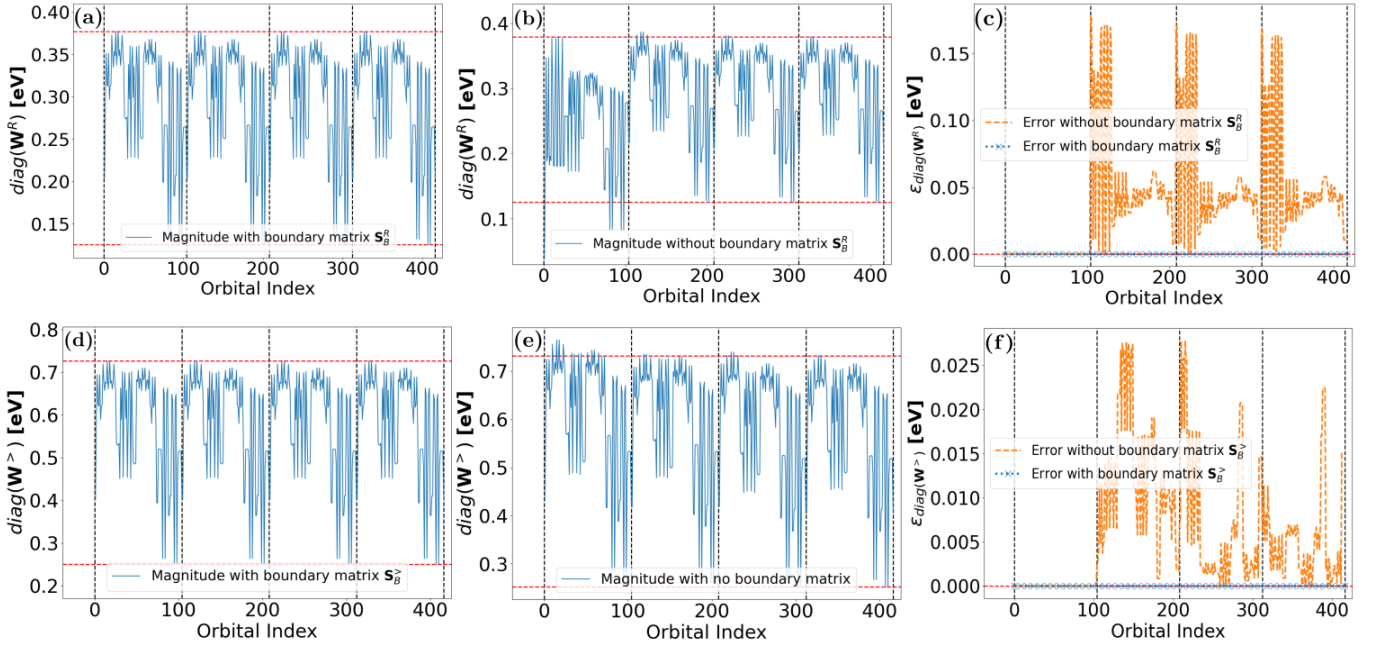 (a)
diag(W^R) [eV]
0.40
0.35
0.30
0.25
0.20
0.15
Magnitude with boundary matrix S_B^R
0 100 200 300 400
Orbital Index
(b)
diag(W^R) [eV]
0.4
0.3
0.2
0.1
Magnitude without boundary matrix S_B^R
0 100 200 300 400
Orbital Index
(c)
ε_diag(W^R) [eV]
0.15
0.10
0.05
0.00
Error without boundary matrix S_B^R
Error with boundary matrix S_B^R
0 100 200 300 400
Orbital Index
(d)
diag(W^>) [eV]
0.8
0.7
0.6
0.5
0.4
0.3
0.2
Magnitude with boundary matrix S_B^>
0 100 200 300 400
Orbital Index
(e)
diag(W^>) [eV]
0.7
0.6
0.5
0.4
0.3
Magnitude with no boundary matrix
0 100 200 300 400
Orbital Index
(f)
ε_diag(W^>) [eV]
0.025
0.020
0.015
0.010
0.005
0.000
Error without boundary matrix S_B^>
Error with boundary matrix S_B^>
0 100 200 300 400
Orbital Index